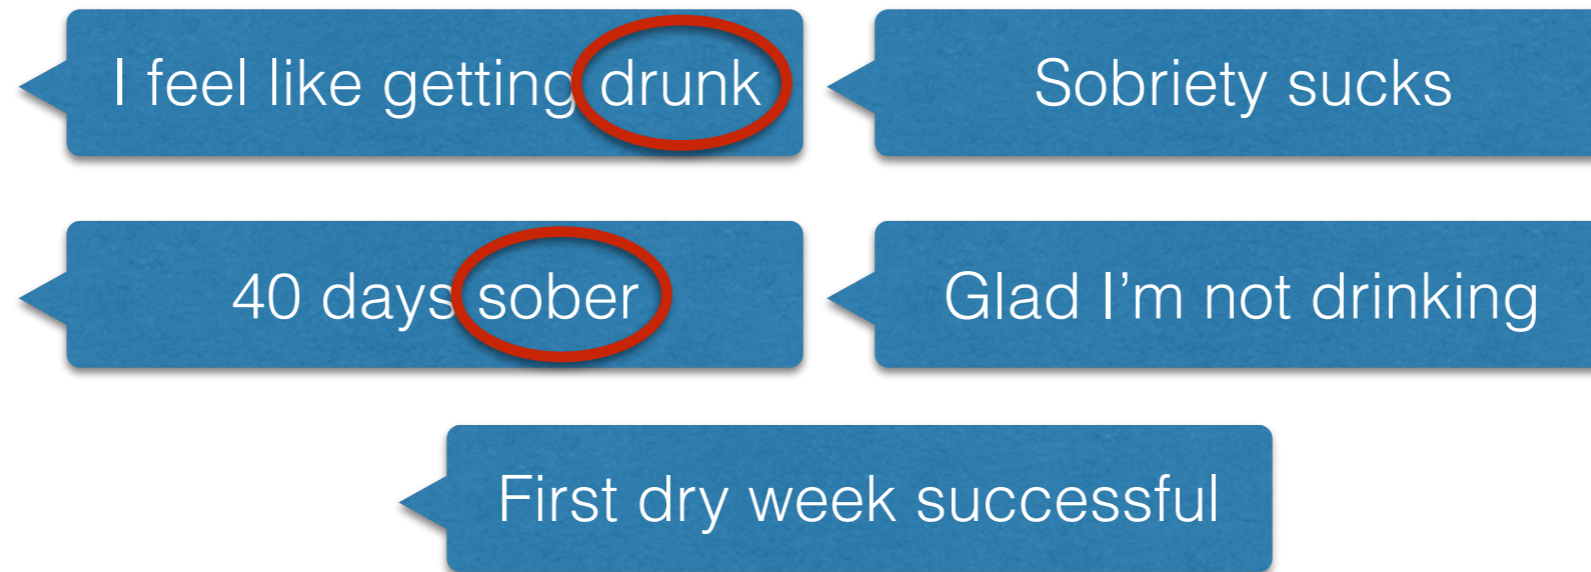 I feel like getting drunk
Sobriety sucks
40 days sober
Glad I'm not drinking
First dry week successful